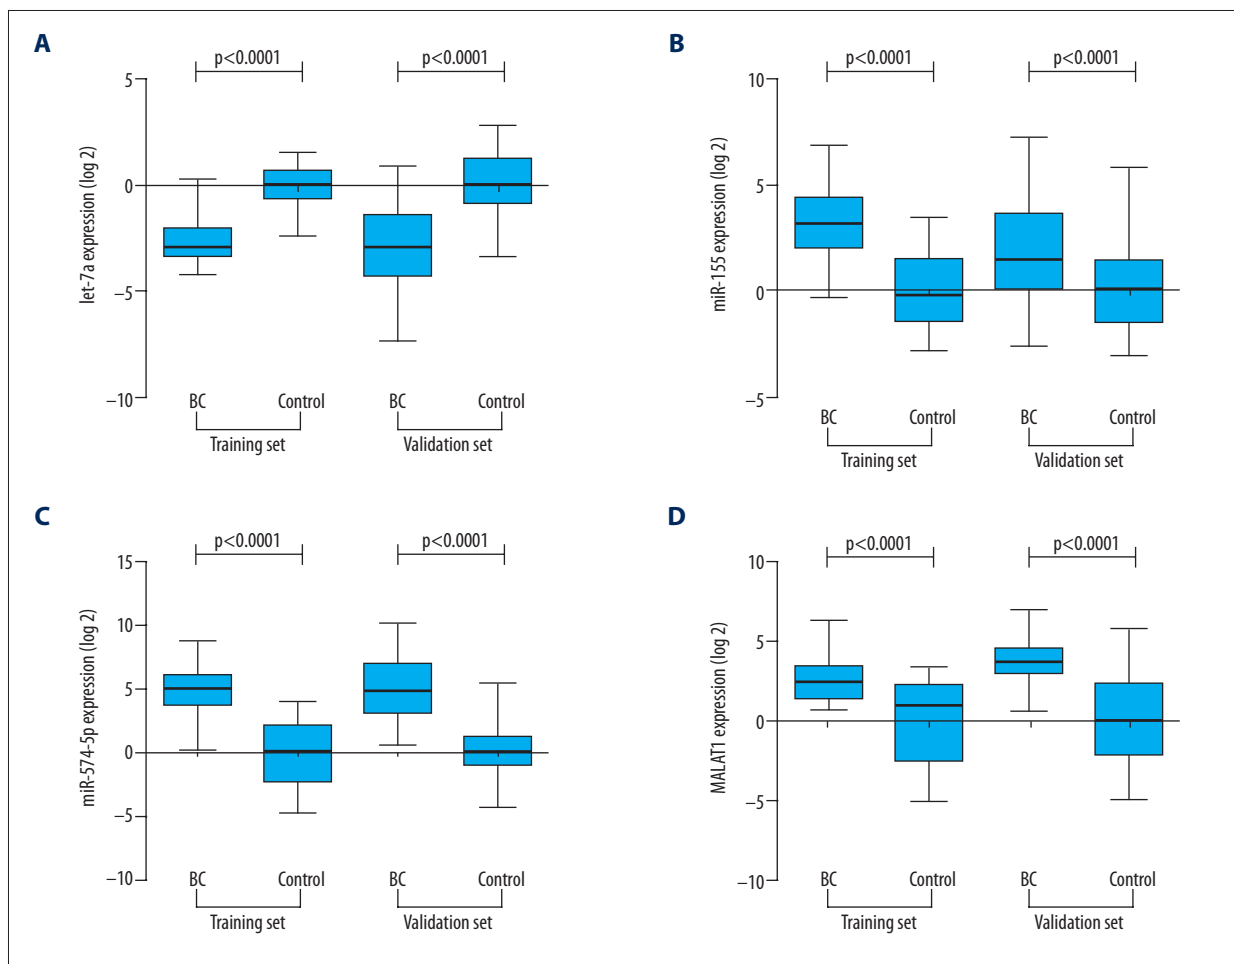 A
p<0.0001
p<0.0001
let-7a expression (log 2)
5
0
−5
−10
BC
Control
BC
Control
Training set
Validation set
B
p<0.0001
p<0.0001
miR-155 expression (log 2)
10
5
0
−5
BC
Control
BC
Control
Training set
Validation set
C
p<0.0001
p<0.0001
miR-574-5p expression (log 2)
15
10
5
0
−5
−10
BC
Control
BC
Control
Training set
Validation set
D
p<0.0001
p<0.0001
MALAT1 expression (log 2)
10
5
0
−5
−10
BC
Control
BC
Control
Training set
Validation set